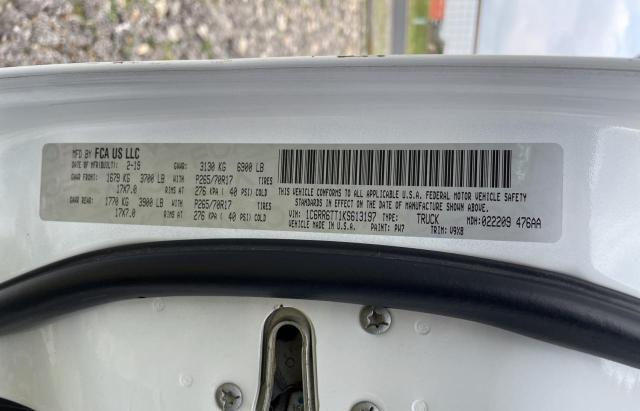 MFD BY FCA US LLC
DATE OF MFR(BUILT): 2-19 GVWR: 3130 KG 6900 LB
GAWR FRONT: 1679 KG 3700 LB P265/70R17 TIRES
17X7.0 RIMS AT 276 KPA ( 40 PSI) COLD
GAWR REAR: 1770 KG 3900 LB P265/70R17 TIRES
17X7.0 RIMS AT 276 KPA ( 40 PSI) COLD
THIS VEHICLE CONFORMS TO ALL APPLICABLE U.S.A. FEDERAL MOTOR VEHICLE SAFETY
STANDARDS IN EFFECT ON THE DATE OF MANUFACTURE SHOWN ABOVE.
VIN: 1C6RR6TT1KS613197 TYPE: TRUCK MDH: 022209 476AA
VEHICLE MADE IN U.S.A. PAINT: PW7 TRIM: V9X8